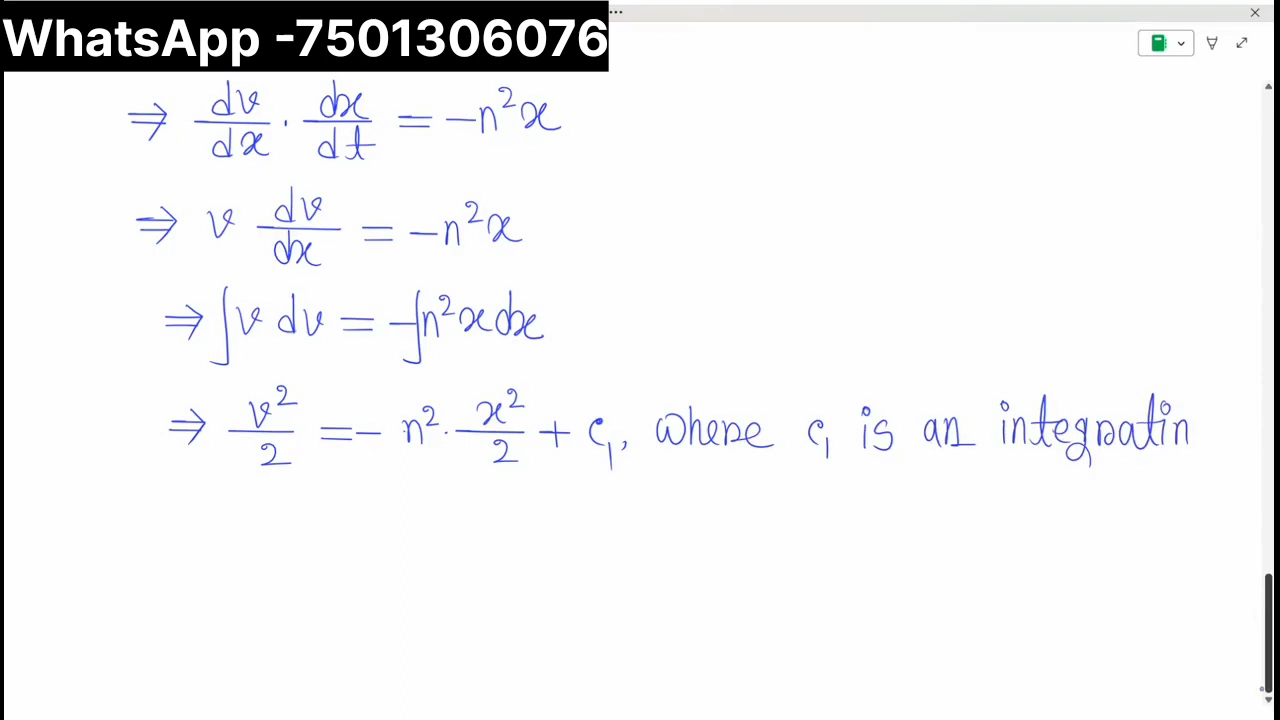 WhatsApp -7501306076
⇒ dv/dx · dx/dt = -n²x
⇒ v dv/dx = -n²x
⇒ ∫v dv = -∫n²x dx
⇒ v²/2 = - n² · x²/2 + c₁, where c₁ is an integratin